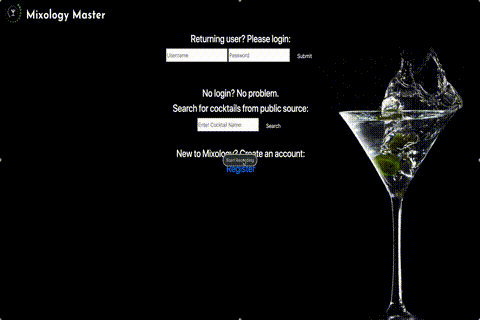 Mixology Master
Returning user? Please login:
Username Password Submit
No login? No problem.
Search for cocktails from public source:
Enter Cocktail Name Search
New to Mixology? Create an account:
Start Recording
Register